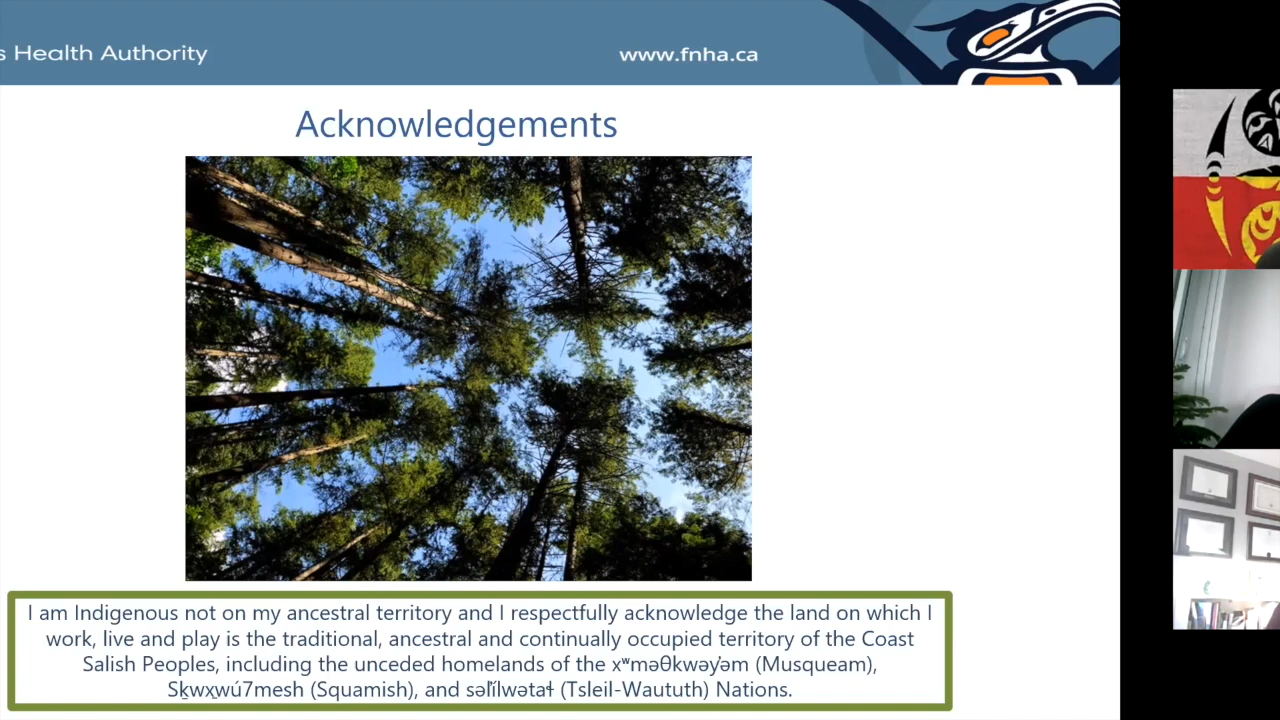 s Health Authority
www.fnha.ca
Acknowledgements
I am Indigenous not on my ancestral territory and I respectfully acknowledge the land on which I
work, live and play is the traditional, ancestral and continually occupied territory of the Coast
Salish Peoples, including the unceded homelands of the xʷməθkwəy̓əm (Musqueam),
Sḵwx̱wú7mesh (Squamish), and səl̓ílwətaɬ (Tsleil-Waututh) Nations.